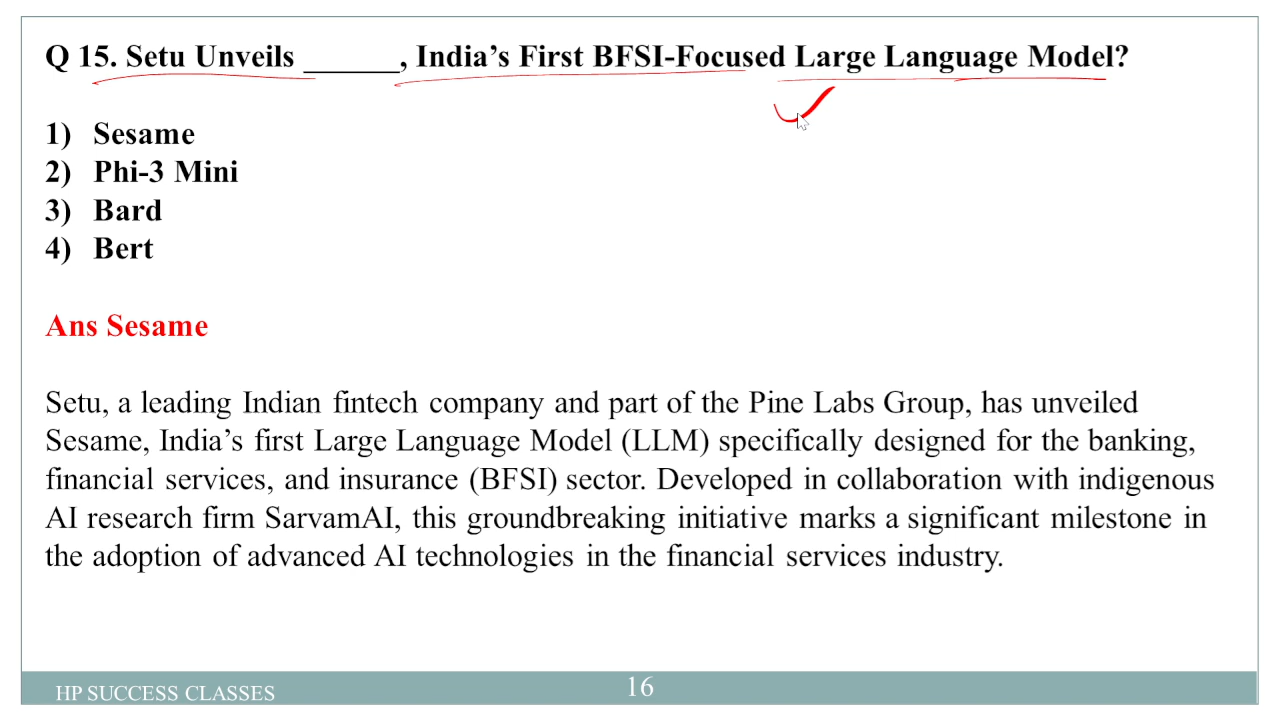 Q 15. Setu Unveils ______, India’s First BFSI-Focused Large Language Model?
1) Sesame
2) Phi-3 Mini
3) Bard
4) Bert
Ans Sesame
Setu, a leading Indian fintech company and part of the Pine Labs Group, has unveiled
Sesame, India’s first Large Language Model (LLM) specifically designed for the banking,
financial services, and insurance (BFSI) sector. Developed in collaboration with indigenous
AI research firm SarvamAI, this groundbreaking initiative marks a significant milestone in
the adoption of advanced AI technologies in the financial services industry.
HP SUCCESS CLASSES
16